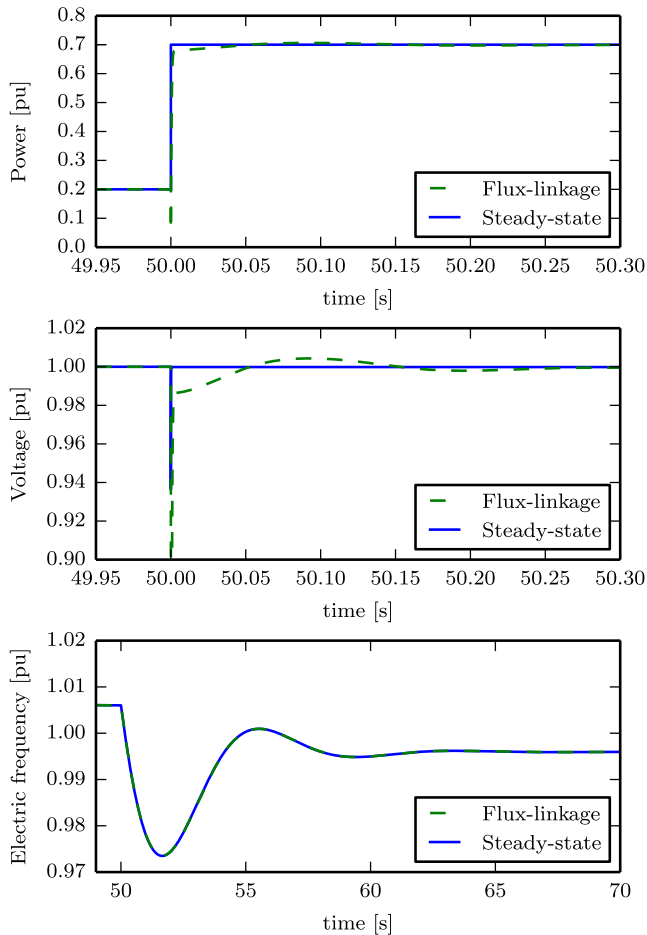 0.8
0.7
0.6
0.5
0.4
0.3
0.2
0.1
0.0
Power [pu]
Flux-linkage
Steady-state
49.95 50.00 50.05 50.10 50.15 50.20 50.25 50.30
time [s]
1.02
1.00
0.98
0.96
0.94
0.92
0.90
Voltage [pu]
Flux-linkage
Steady-state
49.95 50.00 50.05 50.10 50.15 50.20 50.25 50.30
time [s]
1.02
1.01
1.00
0.99
0.98
0.97
Electric frequency [pu]
Flux-linkage
Steady-state
50 55 60 65 70
time [s]